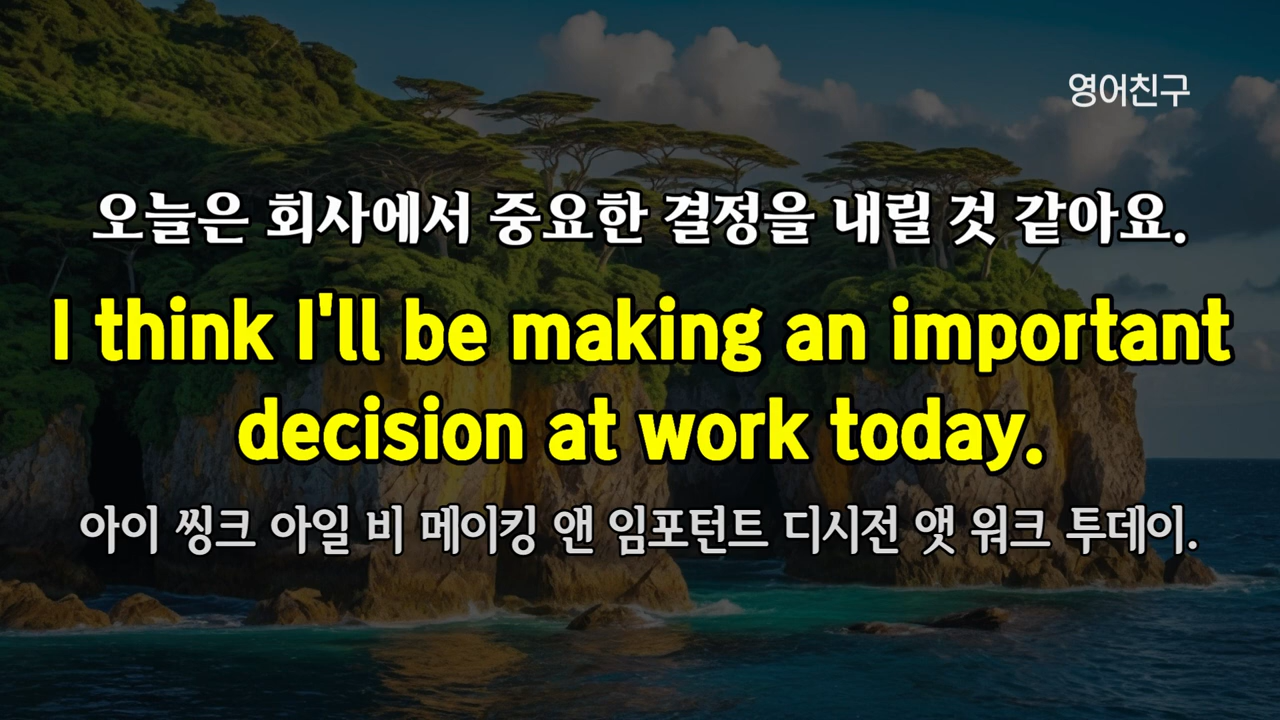 영어친구
오늘은 회사에서 중요한 결정을 내릴 것 같아요.
I think I'll be making an important
decision at work today.
아이 씽크 아일 비 메이킹 앤 임포턴트 디시전 앳 워크 투데이.